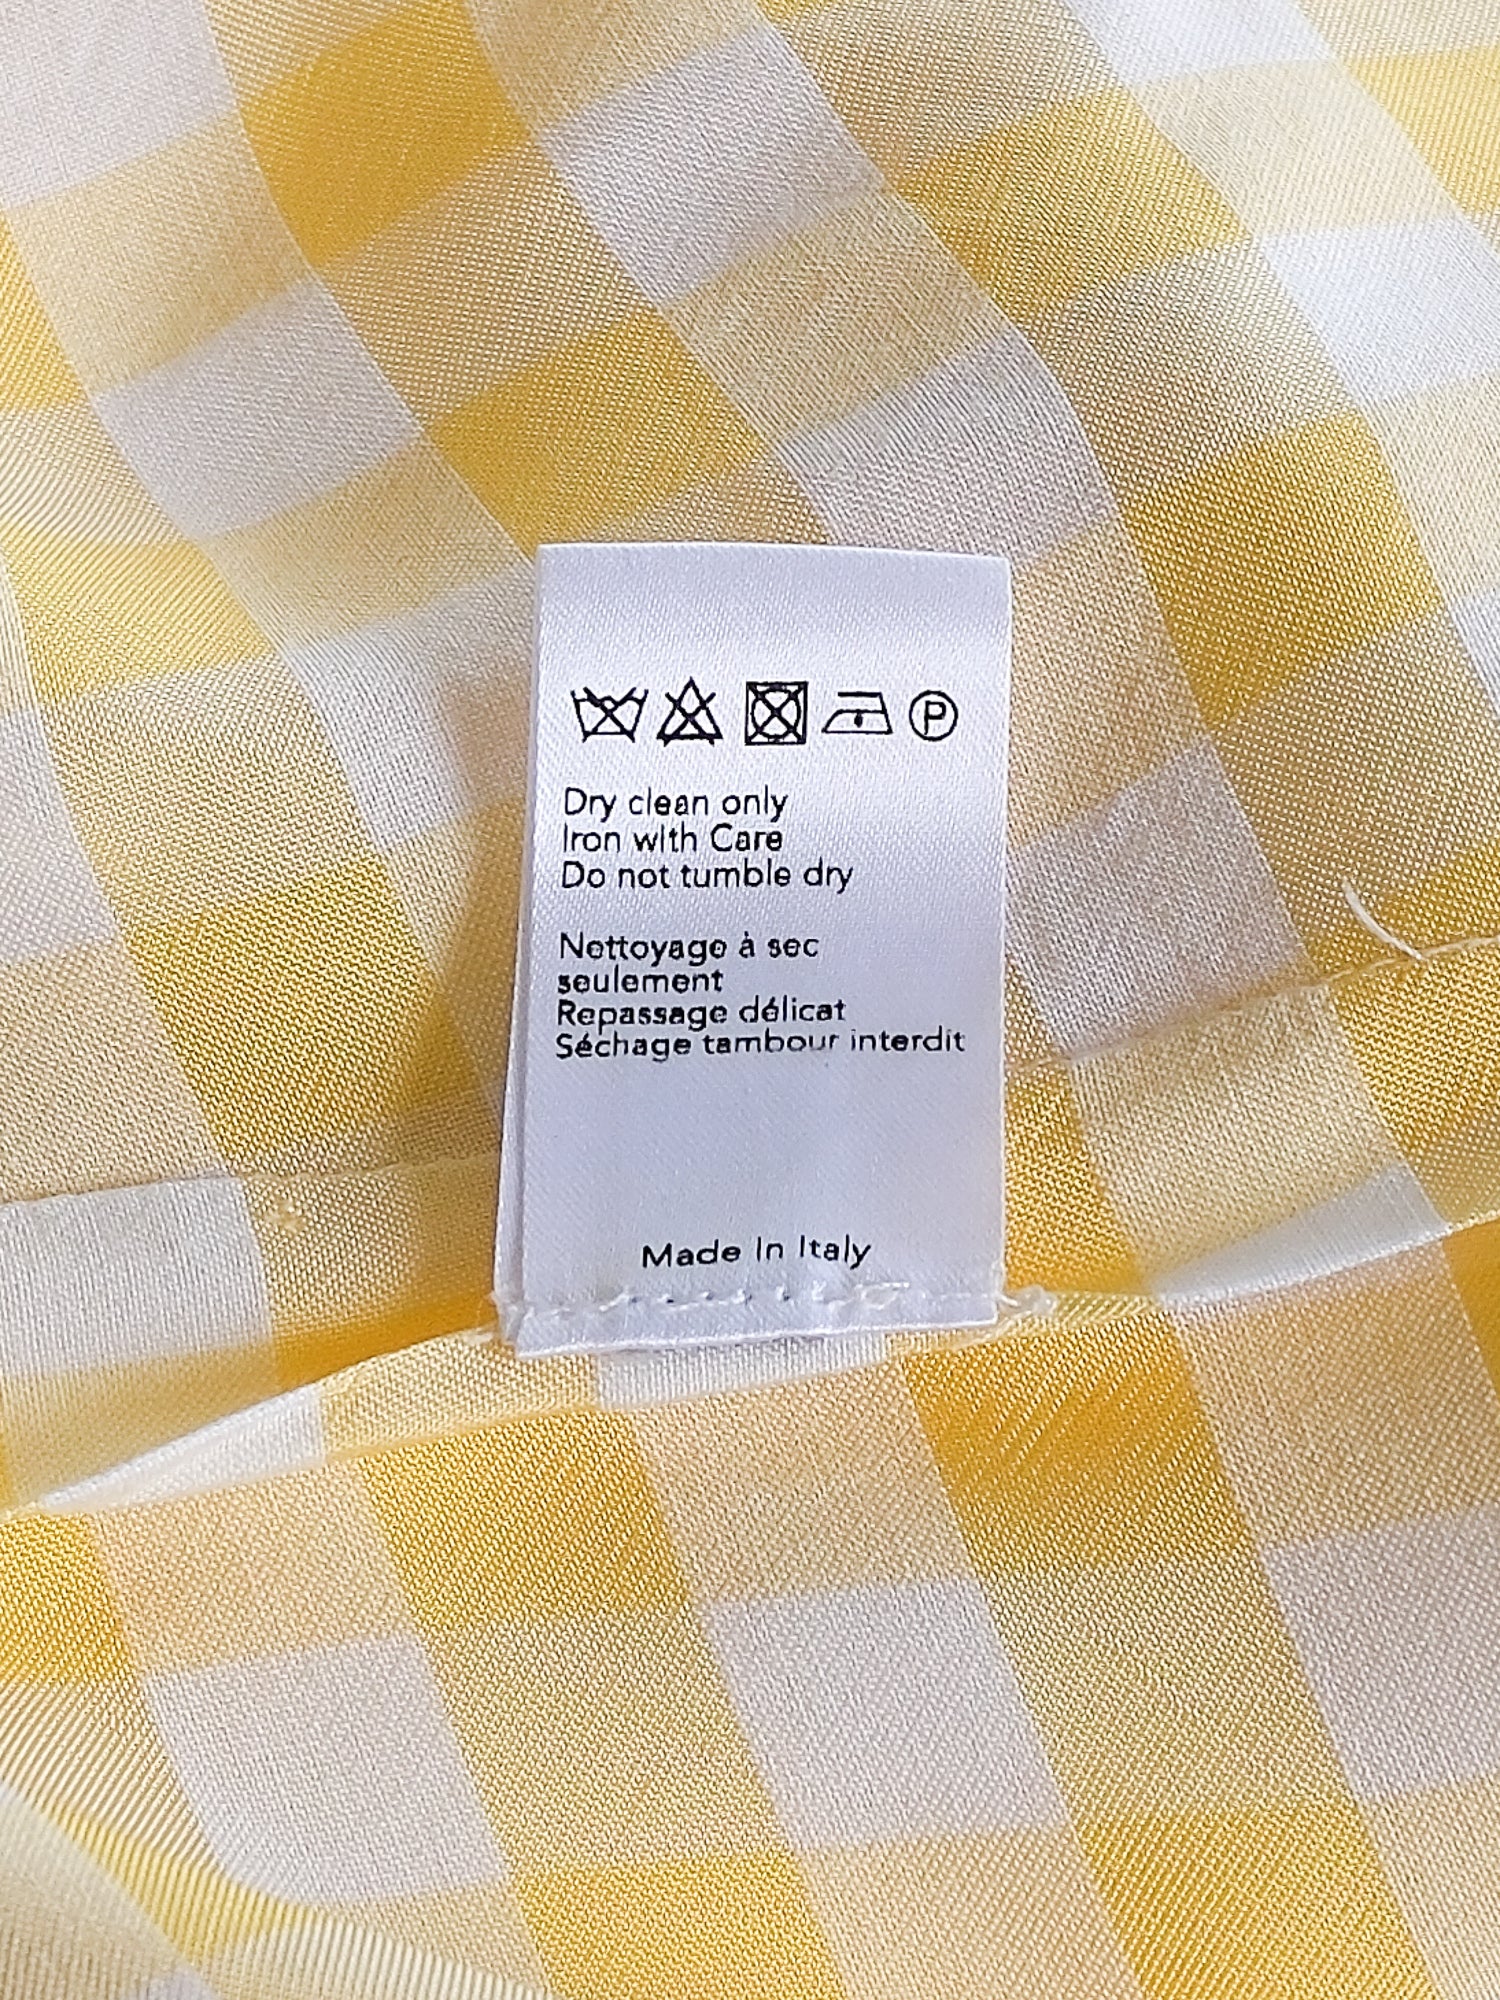 P
Dry clean only
Iron with Care
Do not tumble dry
Nettoyage à sec
seulement
Repassage délicat
Séchage tambour interdit
Made In Italy